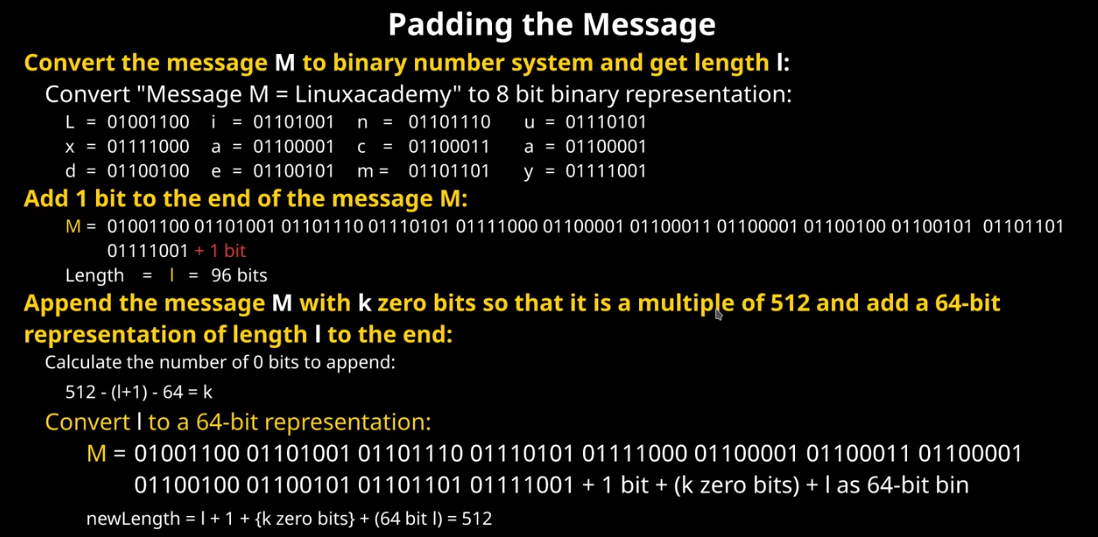 Padding the Message
Convert the message M to binary number system and get length l:
Convert "Message M = Linuxacademy" to 8 bit binary representation:
L = 01001100 i = 01101001 n = 01101110 u = 01110101
x = 01111000 a = 01100001 c = 01100011 a = 01100001
d = 01100100 e = 01100101 m = 01101101 y = 01111001
Add 1 bit to the end of the message M:
M = 01001100 01101001 01101110 01110101 01111000 01100001 01100011 01100001 01100100 01100101 01101101
01111001 + 1 bit
Length = l = 96 bits
Append the message M with k zero bits so that it is a multiple of 512 and add a 64-bit
representation of length l to the end:
Calculate the number of 0 bits to append:
512 - (l+1) - 64 = k
Convert l to a 64-bit representation:
M = 01001100 01101001 01101110 01110101 01111000 01100001 01100011 01100001
01100100 01100101 01101101 01111001 + 1 bit + (k zero bits) + l as 64-bit bin
newLength = l + 1 + {k zero bits} + (64 bit l) = 512